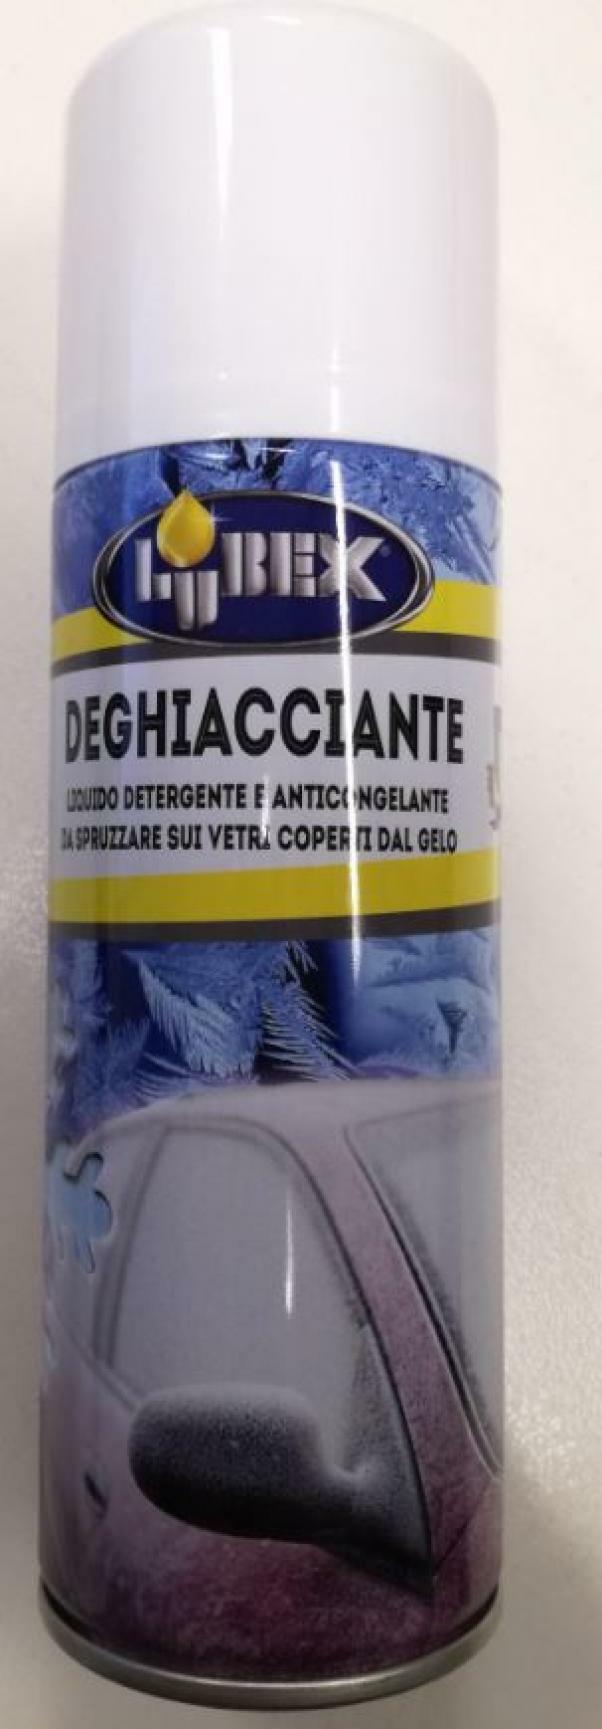 LUBEX
DEGHIACCIANTE
LIQUIDO DETERGENTE E ANTICONGELANTE
DA SPRUZZARE SUI VETRI COPERTI DAL GELO